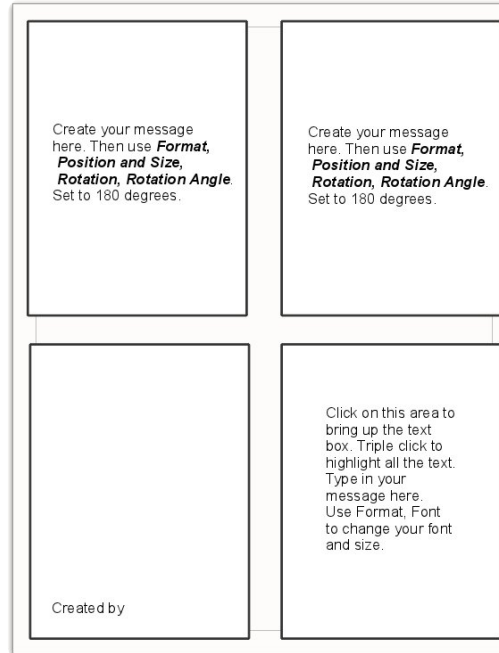 Create your message
here. Then use Format,
Position and Size,
Rotation, Rotation Angle.
Set to 180 degrees.
Create your message
here. Then use Format,
Position and Size,
Rotation, Rotation Angle.
Set to 180 degrees.
Created by
Click on this area to
bring up the text
box. Triple click to
highlight all the text.
Type in your
message here.
Use Format, Font
to change your font
and size.